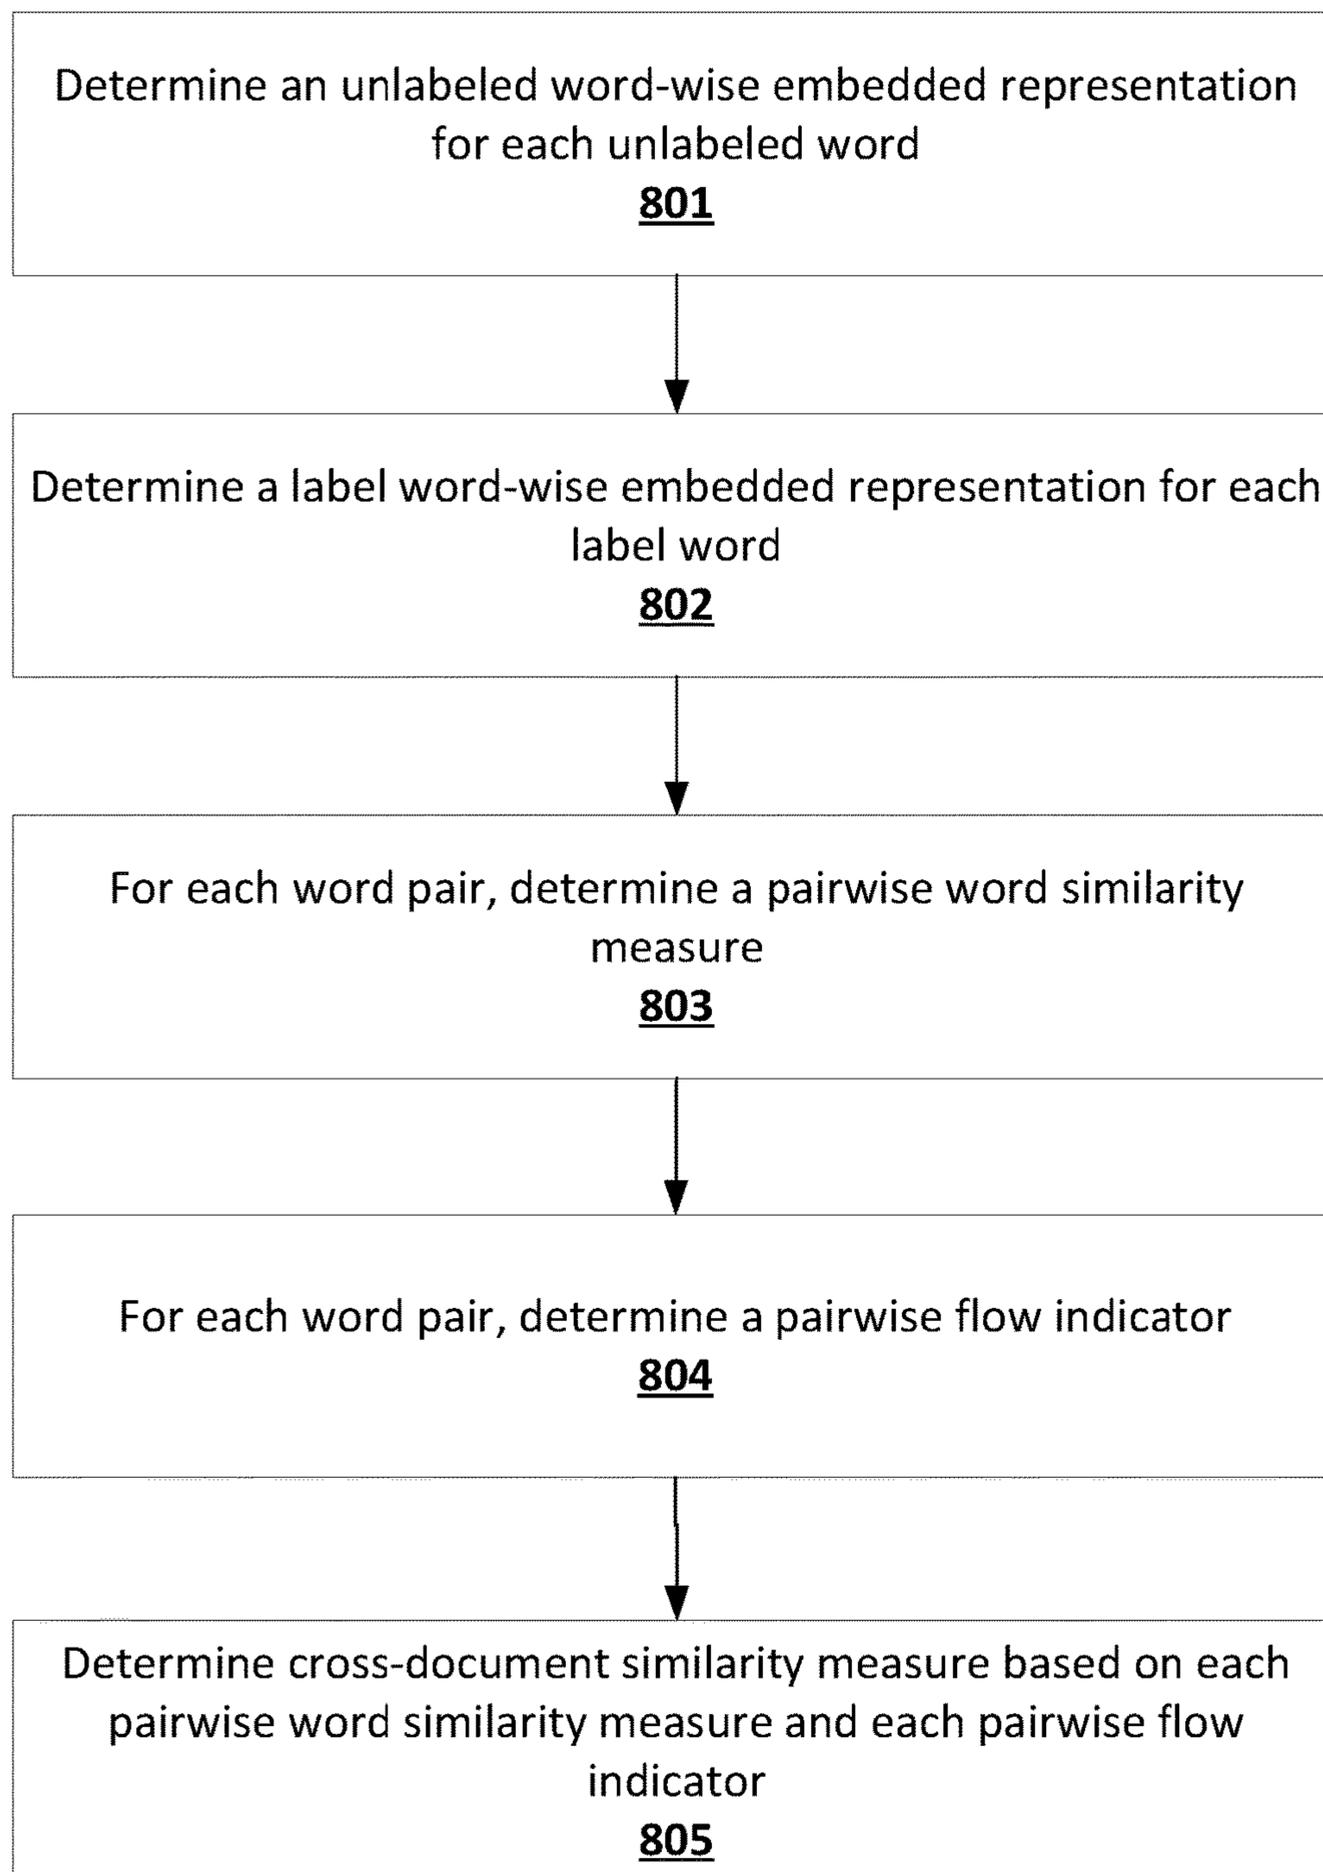 Determine an unlabeled word-wise embedded representation
for each unlabeled word
801
Determine a label word-wise embedded representation for each
label word
802
For each word pair, determine a pairwise word similarity
measure
803
For each word pair, determine a pairwise flow indicator
804
Determine cross-document similarity measure based on each
pairwise word similarity measure and each pairwise flow
indicator
805